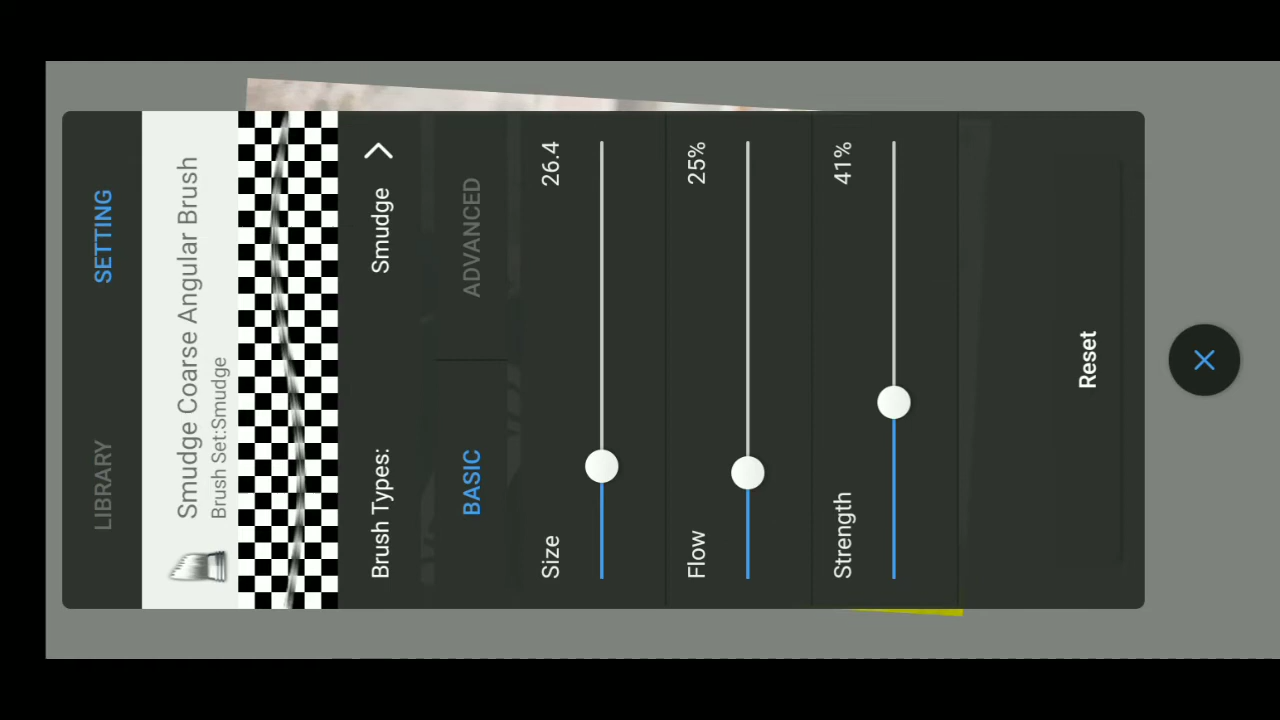 LIBRARY SETTING
Smudge Coarse Angular Brush
Brush Set:Smudge
Brush Types: Smudge
BASIC ADVANCED
Size 26.4
Flow 25%
Strength 41%
Reset